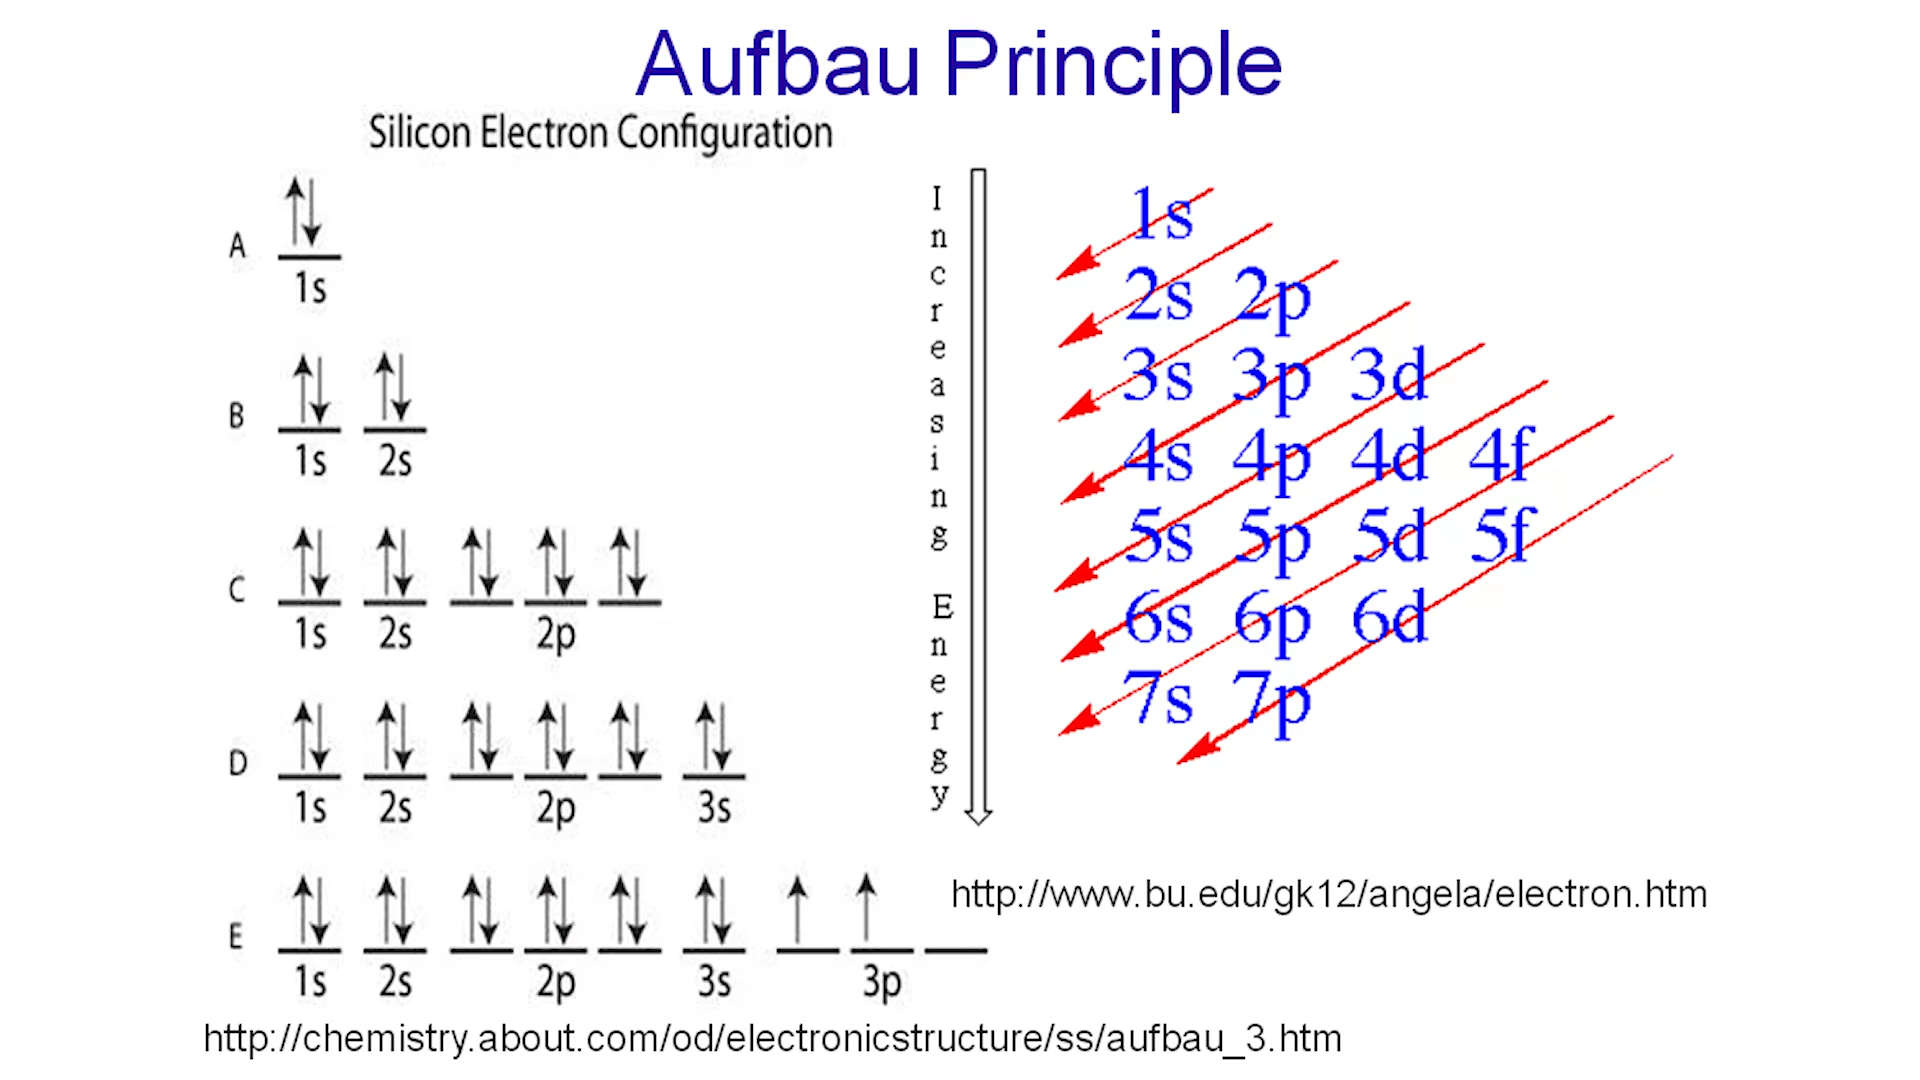 Aufbau Principle
Silicon Electron Configuration
A
1s
B
1s 2s
C
1s 2s 2p
D
1s 2s 2p 3s
E
1s 2s 2p 3s 3p
Increasing Energy
1s
2s 2p
3s 3p 3d
4s 4p 4d 4f
5s 5p 5d 5f
6s 6p 6d
7s 7p
http://www.bu.edu/gk12/angela/electron.htm
http://chemistry.about.com/od/electronicstructure/ss/aufbau_3.htm